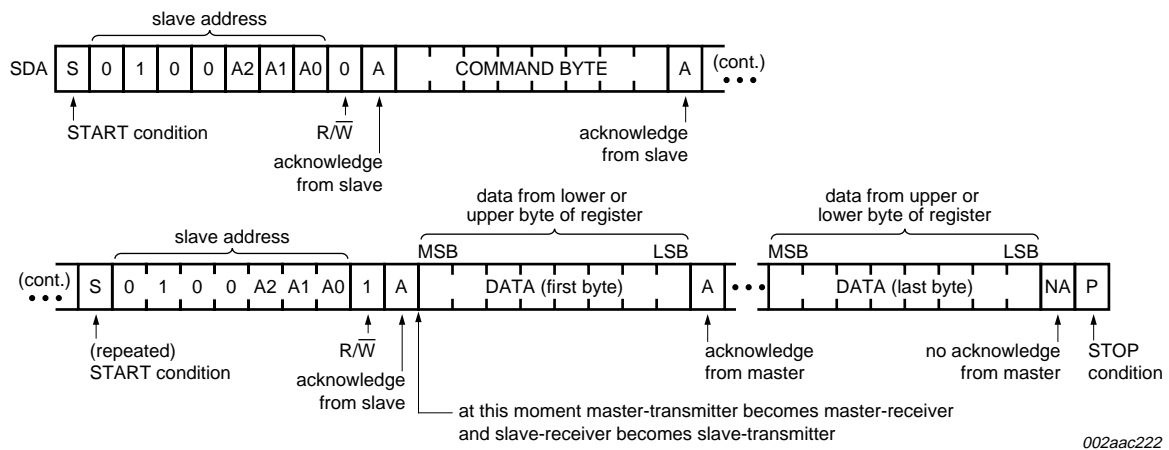 slave address
SDA S 0 1 0 0 A2 A1 A0 0 A COMMAND BYTE A (cont.)
START condition R/W̅ acknowledge
acknowledge from slave
from slave
data from lower or data from upper or
upper byte of register lower byte of register
slave address
MSB LSB MSB LSB
(cont.) S 0 1 0 0 A2 A1 A0 1 A DATA (first byte) A DATA (last byte) NA P
(repeated) R/W̅ acknowledge no acknowledge STOP
START condition from master from master condition
acknowledge
from slave
at this moment master-transmitter becomes master-receiver
and slave-receiver becomes slave-transmitter
002aac222